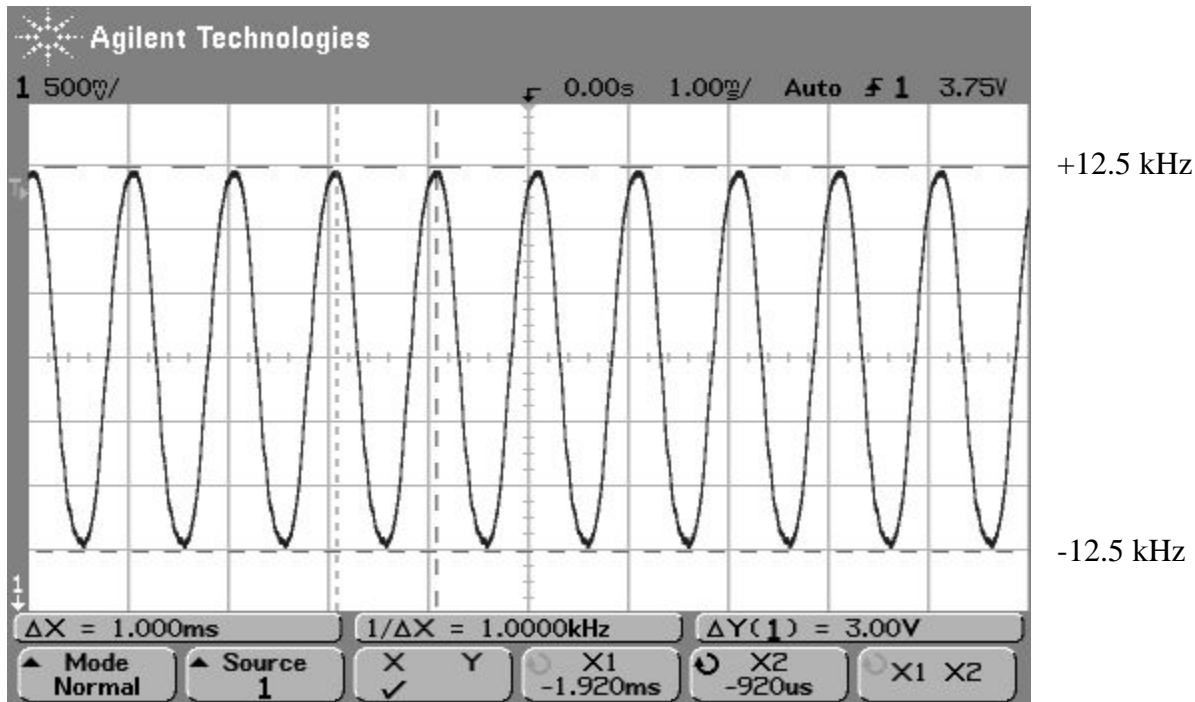 Agilent Technologies
1 500mV/ 0.00s 1.00ms/ Auto 1 3.75V
+12.5 kHz
T
-12.5 kHz
1
ΔX = 1.000ms 1/ΔX = 1.0000kHz ΔY(1) = 3.00V
Mode Source X Y X1 X2 X1 X2
Normal 1 -1.920ms -920us